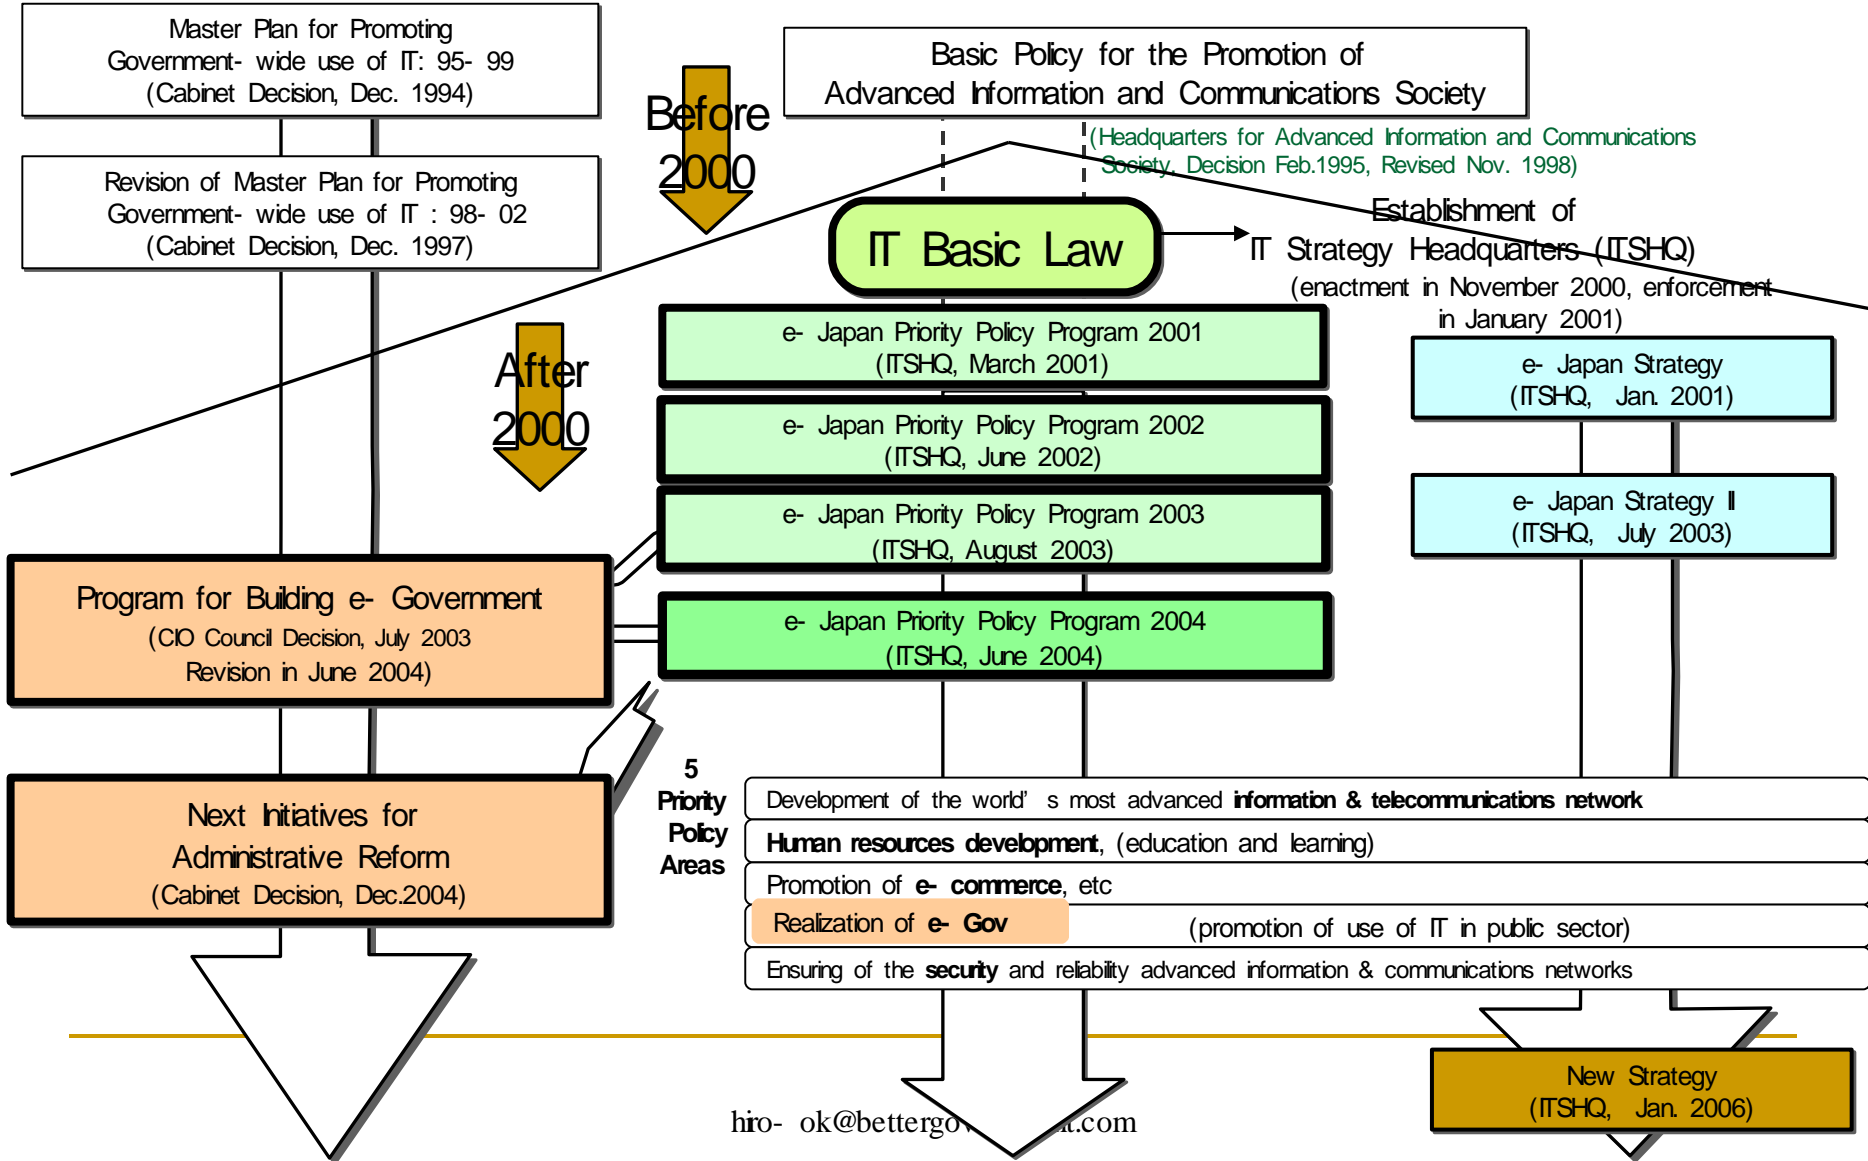 Master Plan for Promoting
Government- wide use of IT: 95- 99
(Cabinet Decision, Dec. 1994)
Revision of Master Plan for Promoting
Government- wide use of IT : 98- 02
(Cabinet Decision, Dec. 1997)
Before
2000
Basic Policy for the Promotion of
Advanced Information and Communications Society
(Headquarters for Advanced Information and Communications
Society, Decision Feb.1995, Revised Nov. 1998)
IT Basic Law
Establishment of
IT Strategy Headquarters (ITSHQ)
(enactment in November 2000, enforcement
in January 2001)
After
2000
e- Japan Priority Policy Program 2001
(ITSHQ, March 2001)
e- Japan Priority Policy Program 2002
(ITSHQ, June 2002)
e- Japan Priority Policy Program 2003
(ITSHQ, August 2003)
e- Japan Priority Policy Program 2004
(ITSHQ, June 2004)
e- Japan Strategy
(ITSHQ, Jan. 2001)
e- Japan Strategy II
(ITSHQ, July 2003)
Program for Building e- Government
(CIO Council Decision, July 2003
Revision in June 2004)
Next Initiatives for
Administrative Reform
(Cabinet Decision, Dec.2004)
5
Priority
Policy
Areas
Development of the world' s most advanced information & telecommunications network
Human resources development, (education and learning)
Promotion of e- commerce, etc
Realization of e- Gov (promotion of use of IT in public sector)
Ensuring of the security and reliability advanced information & communications networks
New Strategy
(ITSHQ, Jan. 2006)
hiro- ok@bettergov
t.com